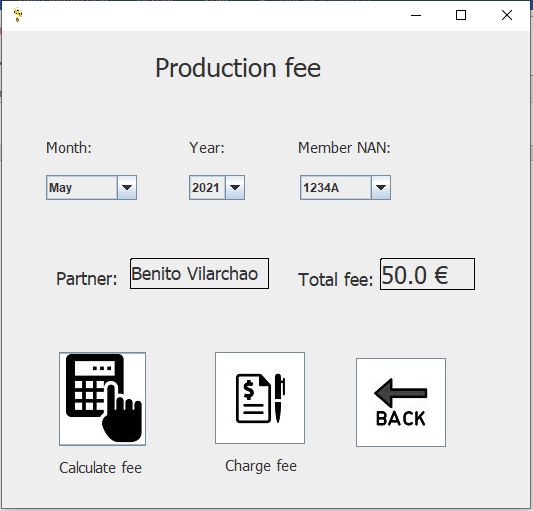 Production fee
Month: Year: Member NAN:
May 2021 1234A
Partner: Benito Vilarchao Total fee: 50.0 €
$
BACK
Calculate fee Charge fee